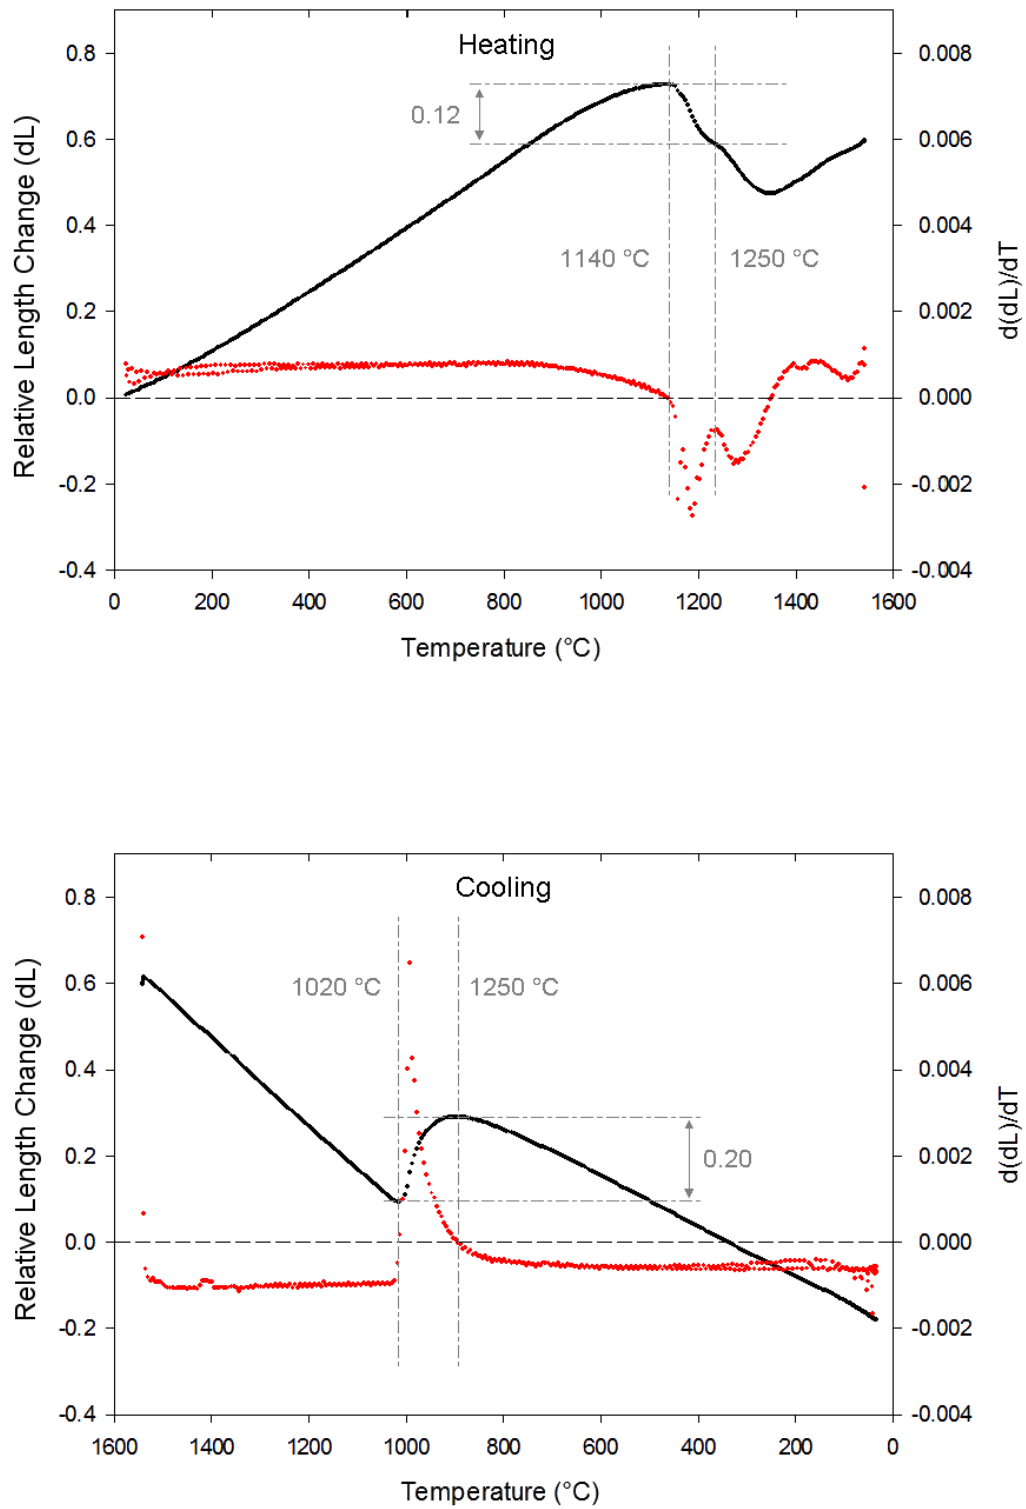 Heating
0.8
0.6
0.4
0.2
0.0
-0.2
-0.4
Relative Length Change (dL)
0.12
1140 °C
1250 °C
0.008
0.006
0.004
0.002
0.000
-0.002
-0.004
d(dL)/dT
0 200 400 600 800 1000 1200 1400 1600
Temperature (°C)
Cooling
0.8
0.6
0.4
0.2
0.0
-0.2
-0.4
Relative Length Change (dL)
1020 °C
1250 °C
0.20
0.008
0.006
0.004
0.002
0.000
-0.002
-0.004
d(dL)/dT
1600 1400 1200 1000 800 600 400 200 0
Temperature (°C)